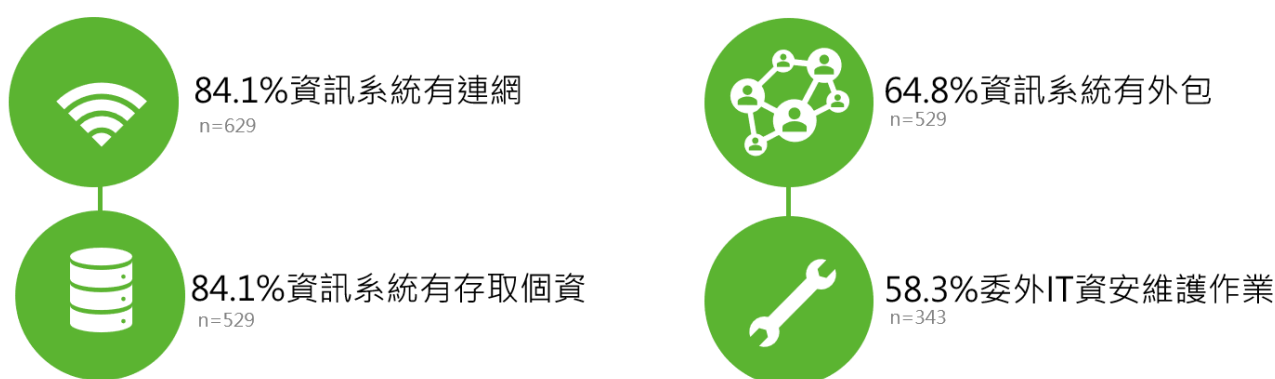 84.1%資訊系統有連網
n=629
84.1%資訊系統有存取個資
n=529
64.8%資訊系統有外包
n=529
58.3%委外IT資安維護作業
n=343